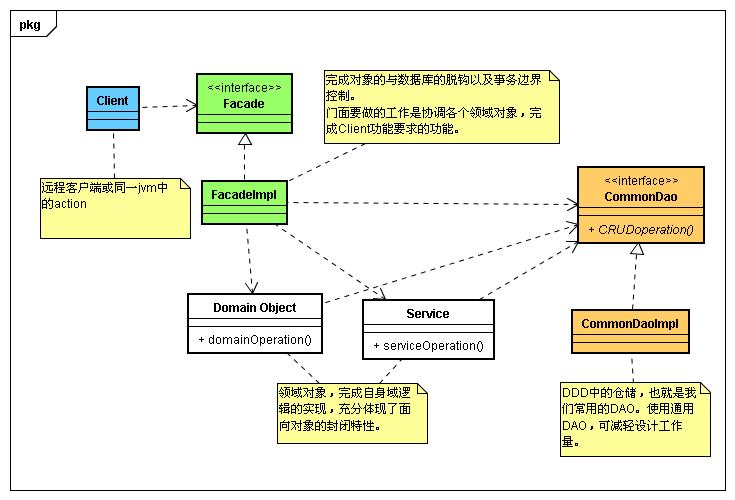 pkg
Client
<<interface>>
Facade
完成对象的与数据库的脱钩以及事务边界
控制。
门面要做的工作是协调各个领域对象，完
成Client功能要求的功能。
远程客户端或同一jvm中
的action
FacadeImpl
<<interface>>
CommonDao
+ CRUDoperation()
Domain Object
+ domainOperation()
Service
+ serviceOperation()
CommonDaoImpl
领域对象，完成自身域逻
辑的实现，充分体现了面
向对象的封闭特性。
DDD中的仓储，也就是我
们常用的DAO。使用通用
DAO，可减轻设计工作
量。